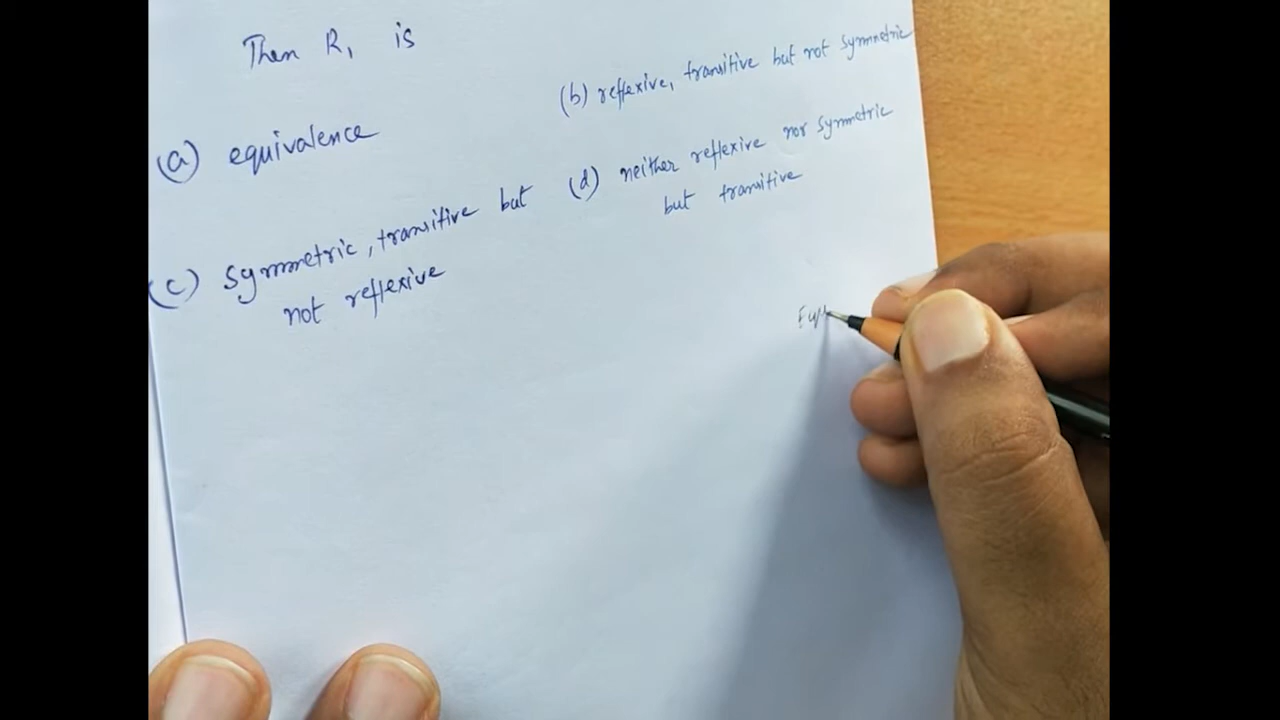 Then R₁ is
(a) equivalence
(b) reflexive, transitive but not symmetric
(c) symmetric, transitive but
not reflexive
(d) neither reflexive nor symmetric
but transitive